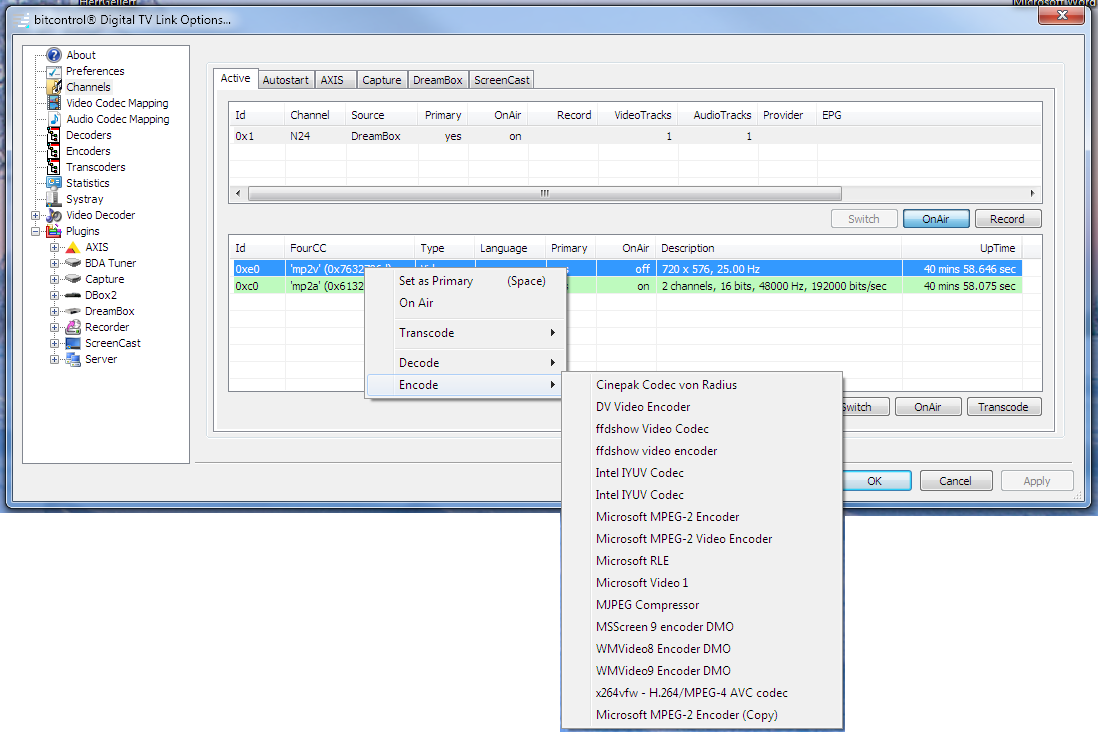 HerrGellert
Microsoft Word
bitcontrol® Digital TV Link Options...
About
Preferences
Channels
Video Codec Mapping
Audio Codec Mapping
Decoders
Encoders
Transcoders
Statistics
Systray
Video Decoder
Plugins
AXIS
BDA Tuner
Capture
DBox2
DreamBox
Recorder
ScreenCast
Server
Active Autostart AXIS Capture DreamBox ScreenCast
Id Channel Source Primary OnAir Record VideoTracks AudioTracks Provider EPG
0x1 N24 DreamBox yes on 1 1
Switch OnAir Record
Id FourCC Type Language Primary OnAir Description UpTime
0xe0 'mp2v' off 720 x 576, 25.00 Hz 40 mins 58.646 sec
0xc0 'mp2a' (0x6132 on 2 channels, 16 bits, 48000 Hz, 192000 bits/sec 40 mins 58.075 sec
Set as Primary (Space)
On Air
Transcode
Decode
Encode
Cinepak Codec von Radius
DV Video Encoder
ffdshow Video Codec
ffdshow video encoder
Intel IYUV Codec
Intel IYUV Codec
Microsoft MPEG-2 Encoder
Microsoft MPEG-2 Video Encoder
Microsoft RLE
Microsoft Video 1
MJPEG Compressor
MSScreen 9 encoder DMO
WMVideo8 Encoder DMO
WMVideo9 Encoder DMO
x264vfw - H.264/MPEG-4 AVC codec
Microsoft MPEG-2 Encoder (Copy)
Switch OnAir Transcode
OK Cancel Apply